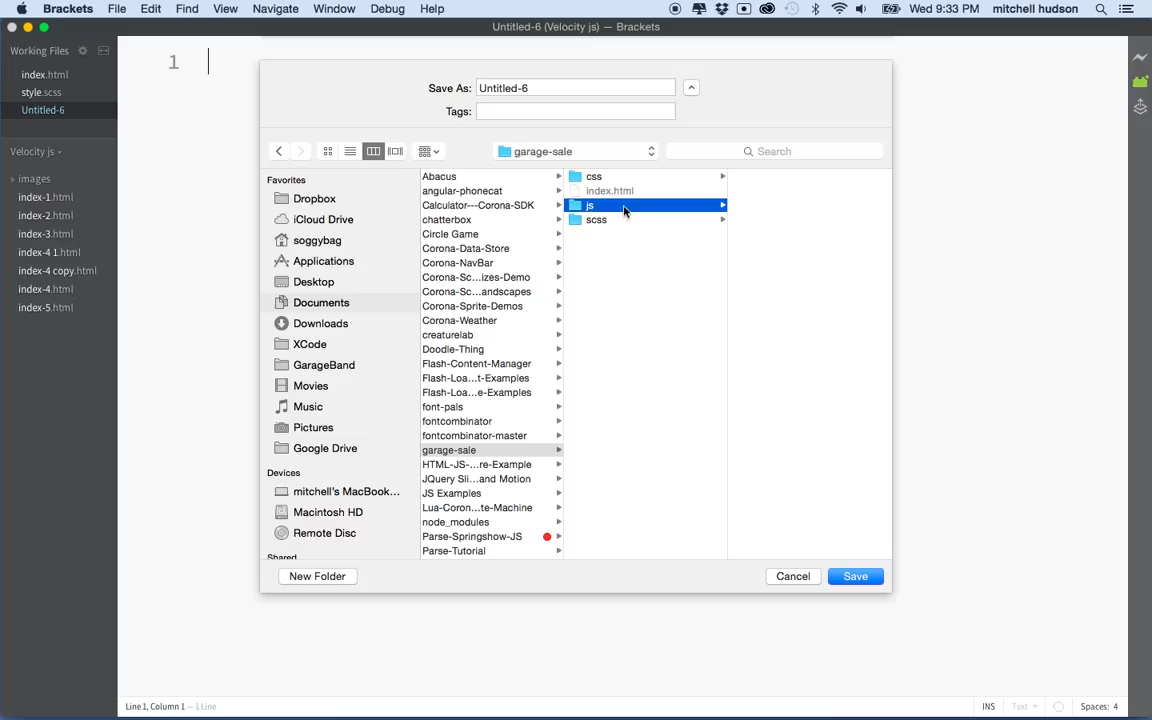 Brackets File Edit Find View Navigate Window Debug Help Wed 9:33 PM mitchell hudson
Untitled-6 (Velocity js) — Brackets
Working Files
index.html
style.scss
Untitled-6
Velocity js
images
index-1.html
index-2.html
index-3.html
index-4 1.html
index-4 copy.html
index-4.html
index-5.html
1
Save As: Untitled-6
Tags:
garage-sale
Search
Favorites
Dropbox
iCloud Drive
soggybag
Applications
Desktop
Documents
Downloads
XCode
GarageBand
Movies
Music
Pictures
Google Drive
Devices
mitchell's MacBook...
Macintosh HD
Remote Disc
Shared
Abacus
angular-phonecat
Calculator---Corona-SDK
chatterbox
Circle Game
Corona-Data-Store
Corona-NavBar
Corona-Sc...izes-Demo
Corona-Sc...andscapes
Corona-Sprite-Demos
Corona-Weather
creaturelab
Doodle-Thing
Flash-Content-Manager
Flash-Loa...t-Examples
Flash-Loa...e-Examples
font-pals
fontcombinator
fontcombinator-master
garage-sale
HTML-JS-...re-Example
JQuery Sli...and Motion
JS Examples
Lua-Coron...te-Machine
node_modules
Parse-Springshow-JS
Parse-Tutorial
css
index.html
js
scss
New Folder
Cancel
Save
Line 1, Column 1 — 1 Line
INS
Text
Spaces: 4